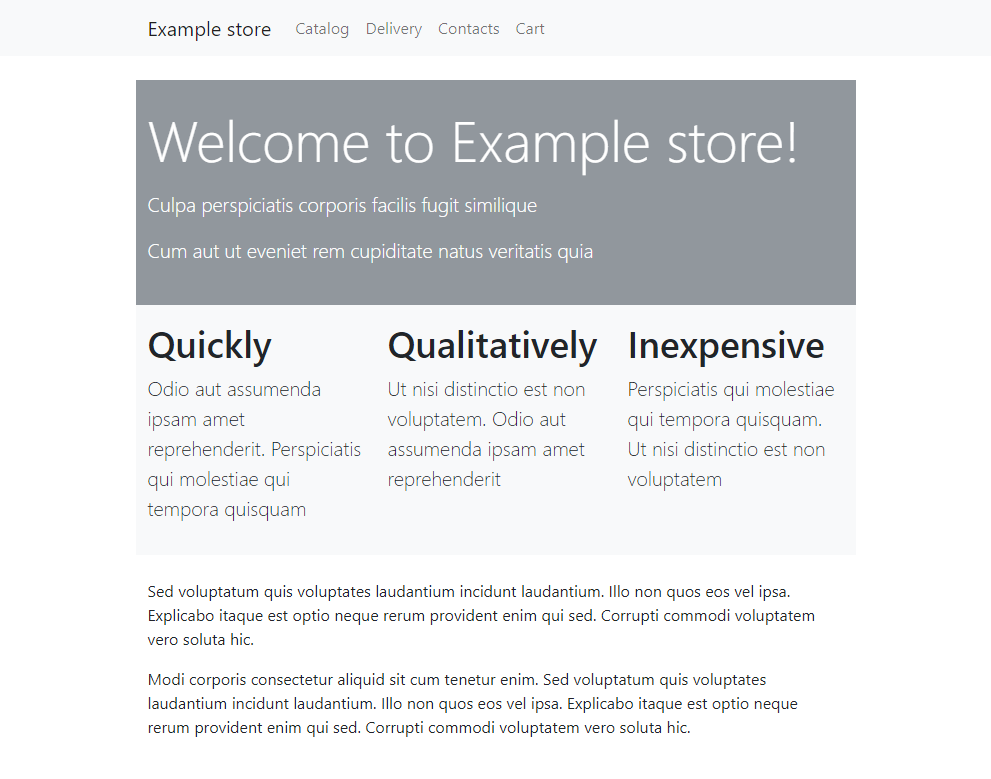 Example store Catalog Delivery Contacts Cart
Welcome to Example store!
Culpa perspiciatis corporis facilis fugit similique
Cum aut ut eveniet rem cupiditate natus veritatis quia
Quickly
Odio aut assumenda
ipsam amet
reprehenderit. Perspiciatis
qui molestiae qui
tempora quisquam
Qualitatively
Ut nisi distinctio est non
voluptatem. Odio aut
assumenda ipsam amet
reprehenderit
Inexpensive
Perspiciatis qui molestiae
qui tempora quisquam.
Ut nisi distinctio est non
voluptatem
Sed voluptatum quis voluptates laudantium incidunt laudantium. Illo non quos eos vel ipsa.
Explicabo itaque est optio neque rerum provident enim qui sed. Corrupti commodi voluptatem
vero soluta hic.
Modi corporis consectetur aliquid sit cum tenetur enim. Sed voluptatum quis voluptates
laudantium incidunt laudantium. Illo non quos eos vel ipsa. Explicabo itaque est optio neque
rerum provident enim qui sed. Corrupti commodi voluptatem vero soluta hic.